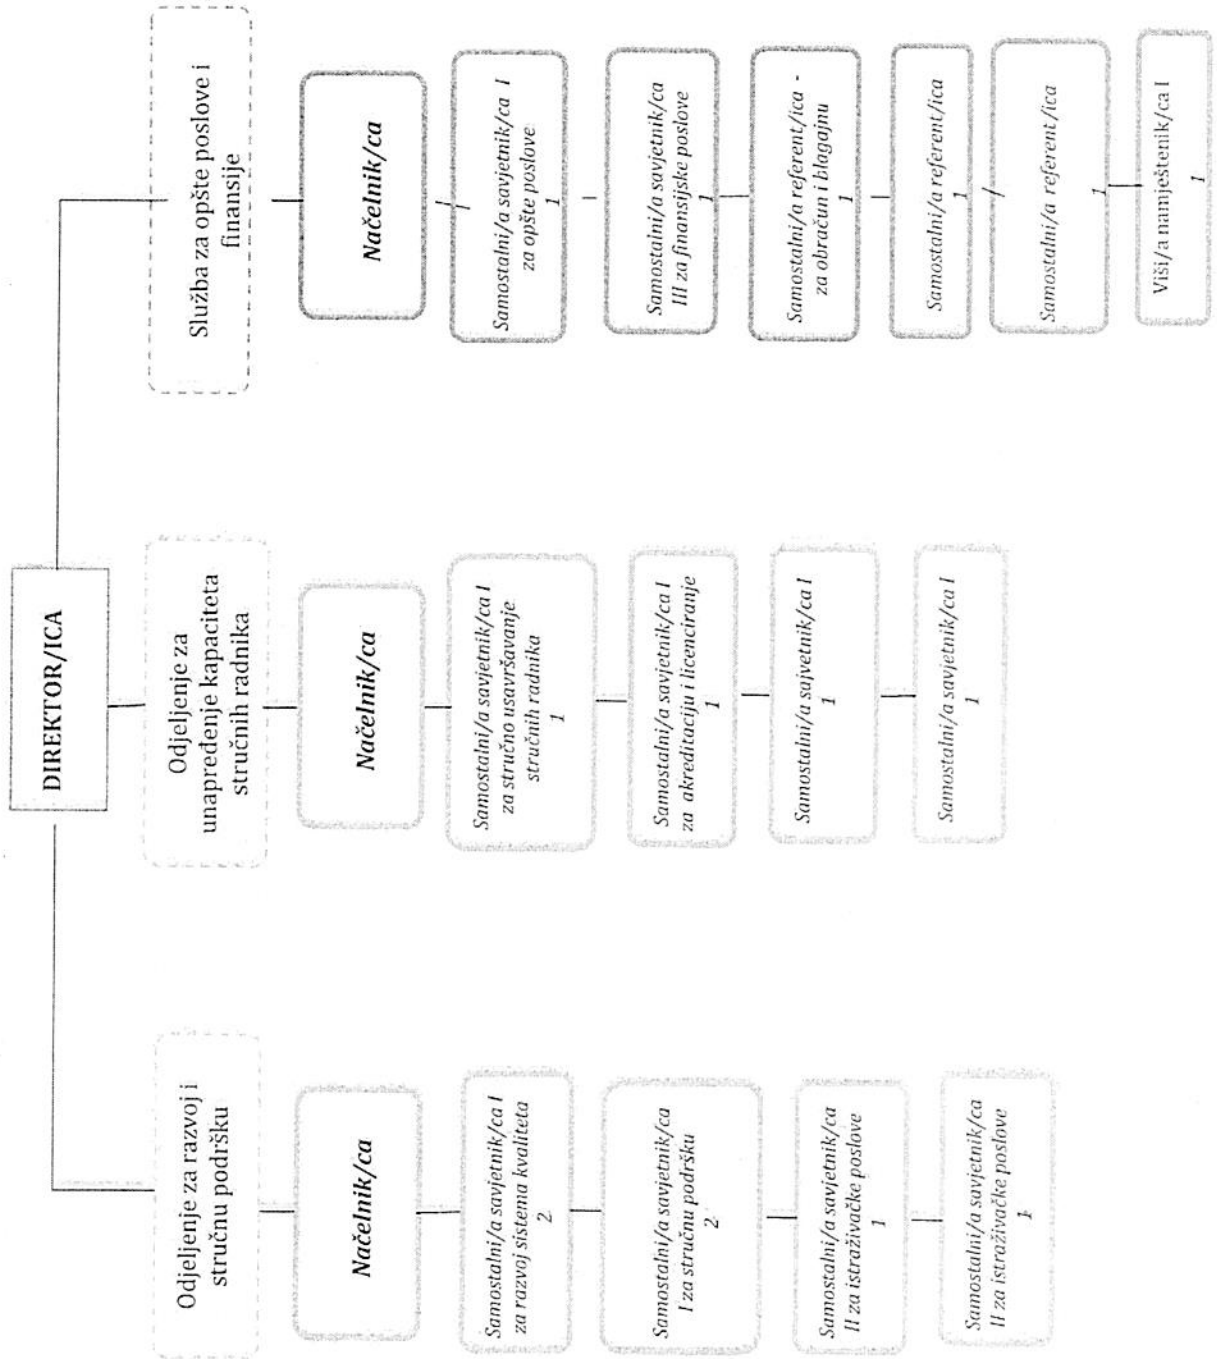 DIREKTOR/ICA
Odjeljenje za razvoj i
stručnu podršku
Načelnik/ca
Samostalni/a savjetnik/ca I
za razvoj sistema kvaliteta
2
Samostalni/a savjetnik/ca
I za stručnu podršku
2
Samostalni/a savjetnik/ca
II za istraživačke poslove
1
Samostalni/a savjetnik/ca
II za istraživačke poslove
1
Odjeljenje za
unapređenje kapaciteta
stručnih radnika
Načelnik/ca
Samostalni/a savjetnik/ca I
za stručno usavršavanje
stručnih radnika
1
Samostalni/a savjetnik/ca I
za akreditaciju i licenciranje
1
Samostalni/a sajvetnik/ca I
1
Samostalni/a savjetnik/ca I
1
Služba za opšte poslove i
finansije
Načelnik/ca
Samostalni/a savjetnik/ca I
za opšte poslove
1
Samostalni/a savjetnik/ca
III za finansijske poslove
1
Samostalni/a referent/ica -
za obračun i blagajnu
1
Samostalni/a referent/ica
1
Samostalni/a referent/ica
1
Viši/a namještenik/ca I
1